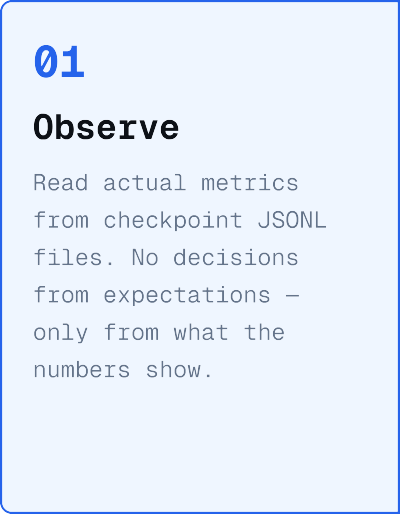 01
Observe
Read actual metrics
from checkpoint JSONL
files. No decisions
from expectations —
only from what the
numbers show.